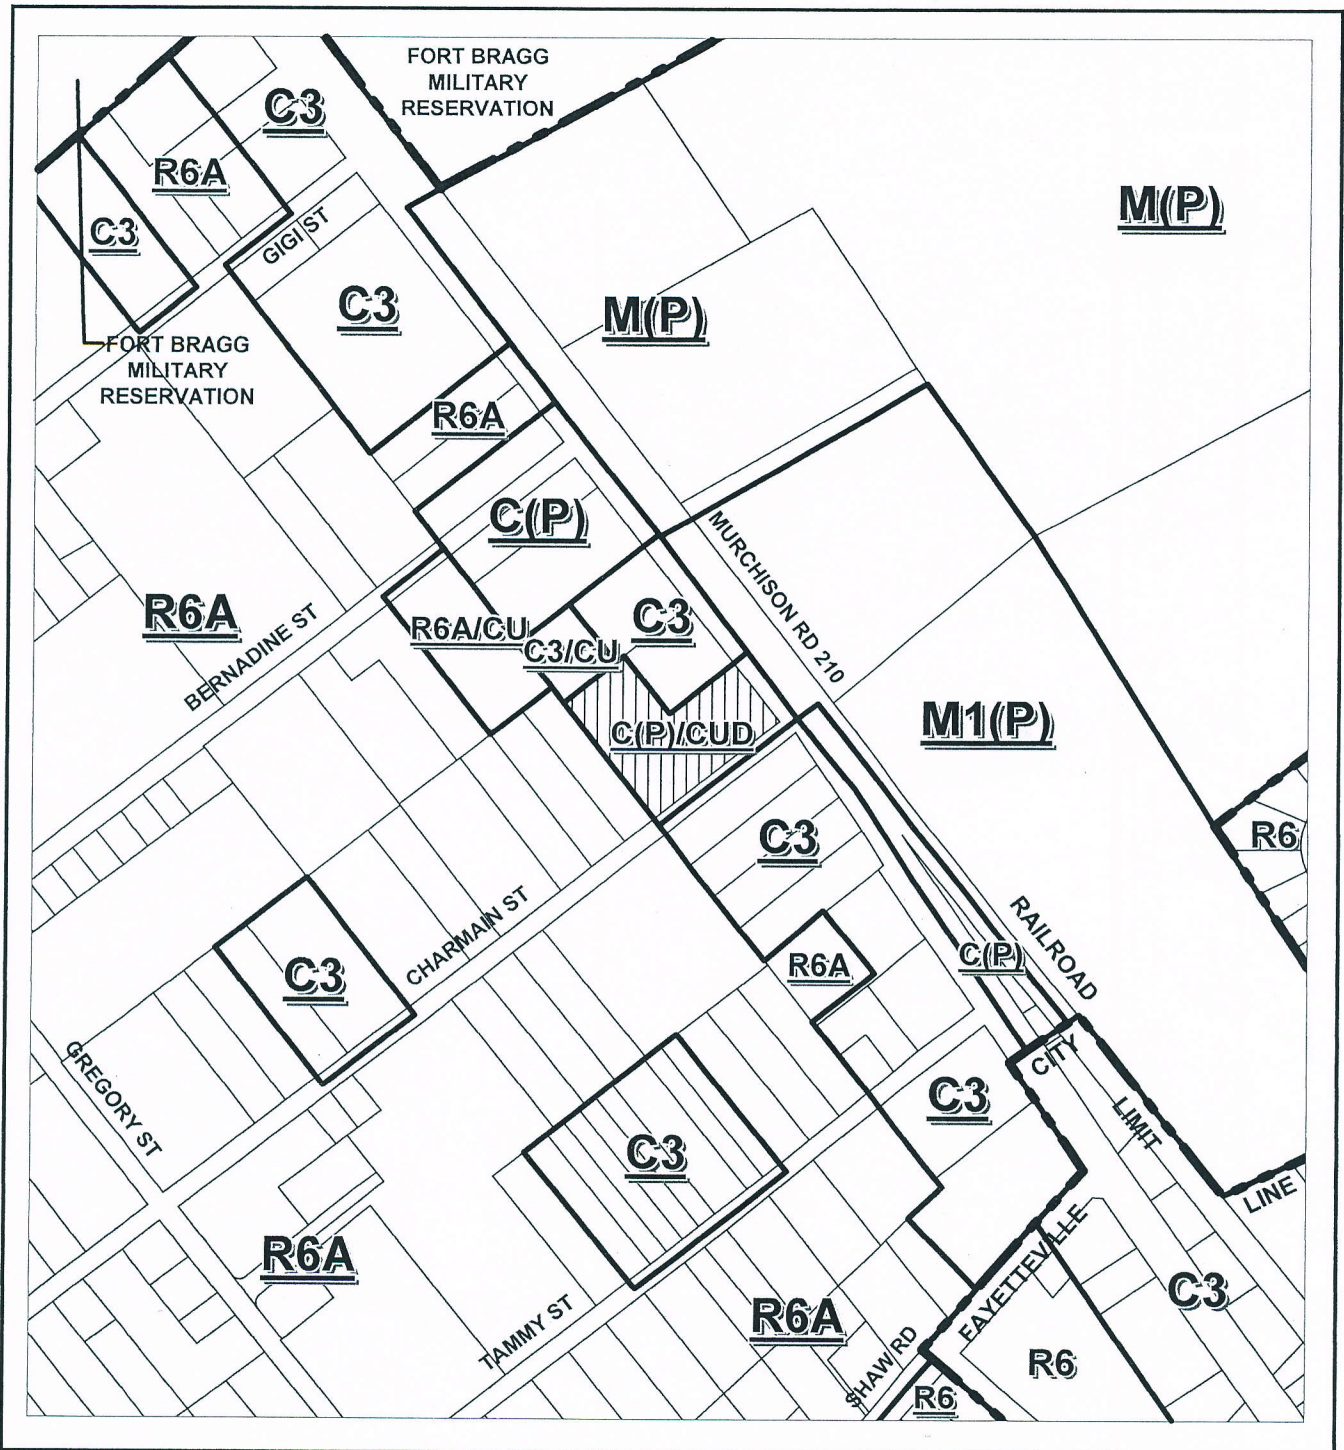 FORT BRAGG
MILITARY
RESERVATION
C3
R6A
C3
M(P)
GIGI ST
C3
M(P)
FORT BRAGG
MILITARY
RESERVATION
R6A
C(P)
MURCHISON RD 210
R6A
BERNADINE ST
R6A/CU
C3/CU
C3
C(P)/CUD
M1(P)
C3
R6
C3
CHARMAIN ST
R6A
C(P)
RAILROAD
GREGORY ST
CITY
LIMIT
LINE
C3
C3
R6A
TAMMY ST
R6A
SHAW RD
FAYETTEVILLE
C3
R6
R6